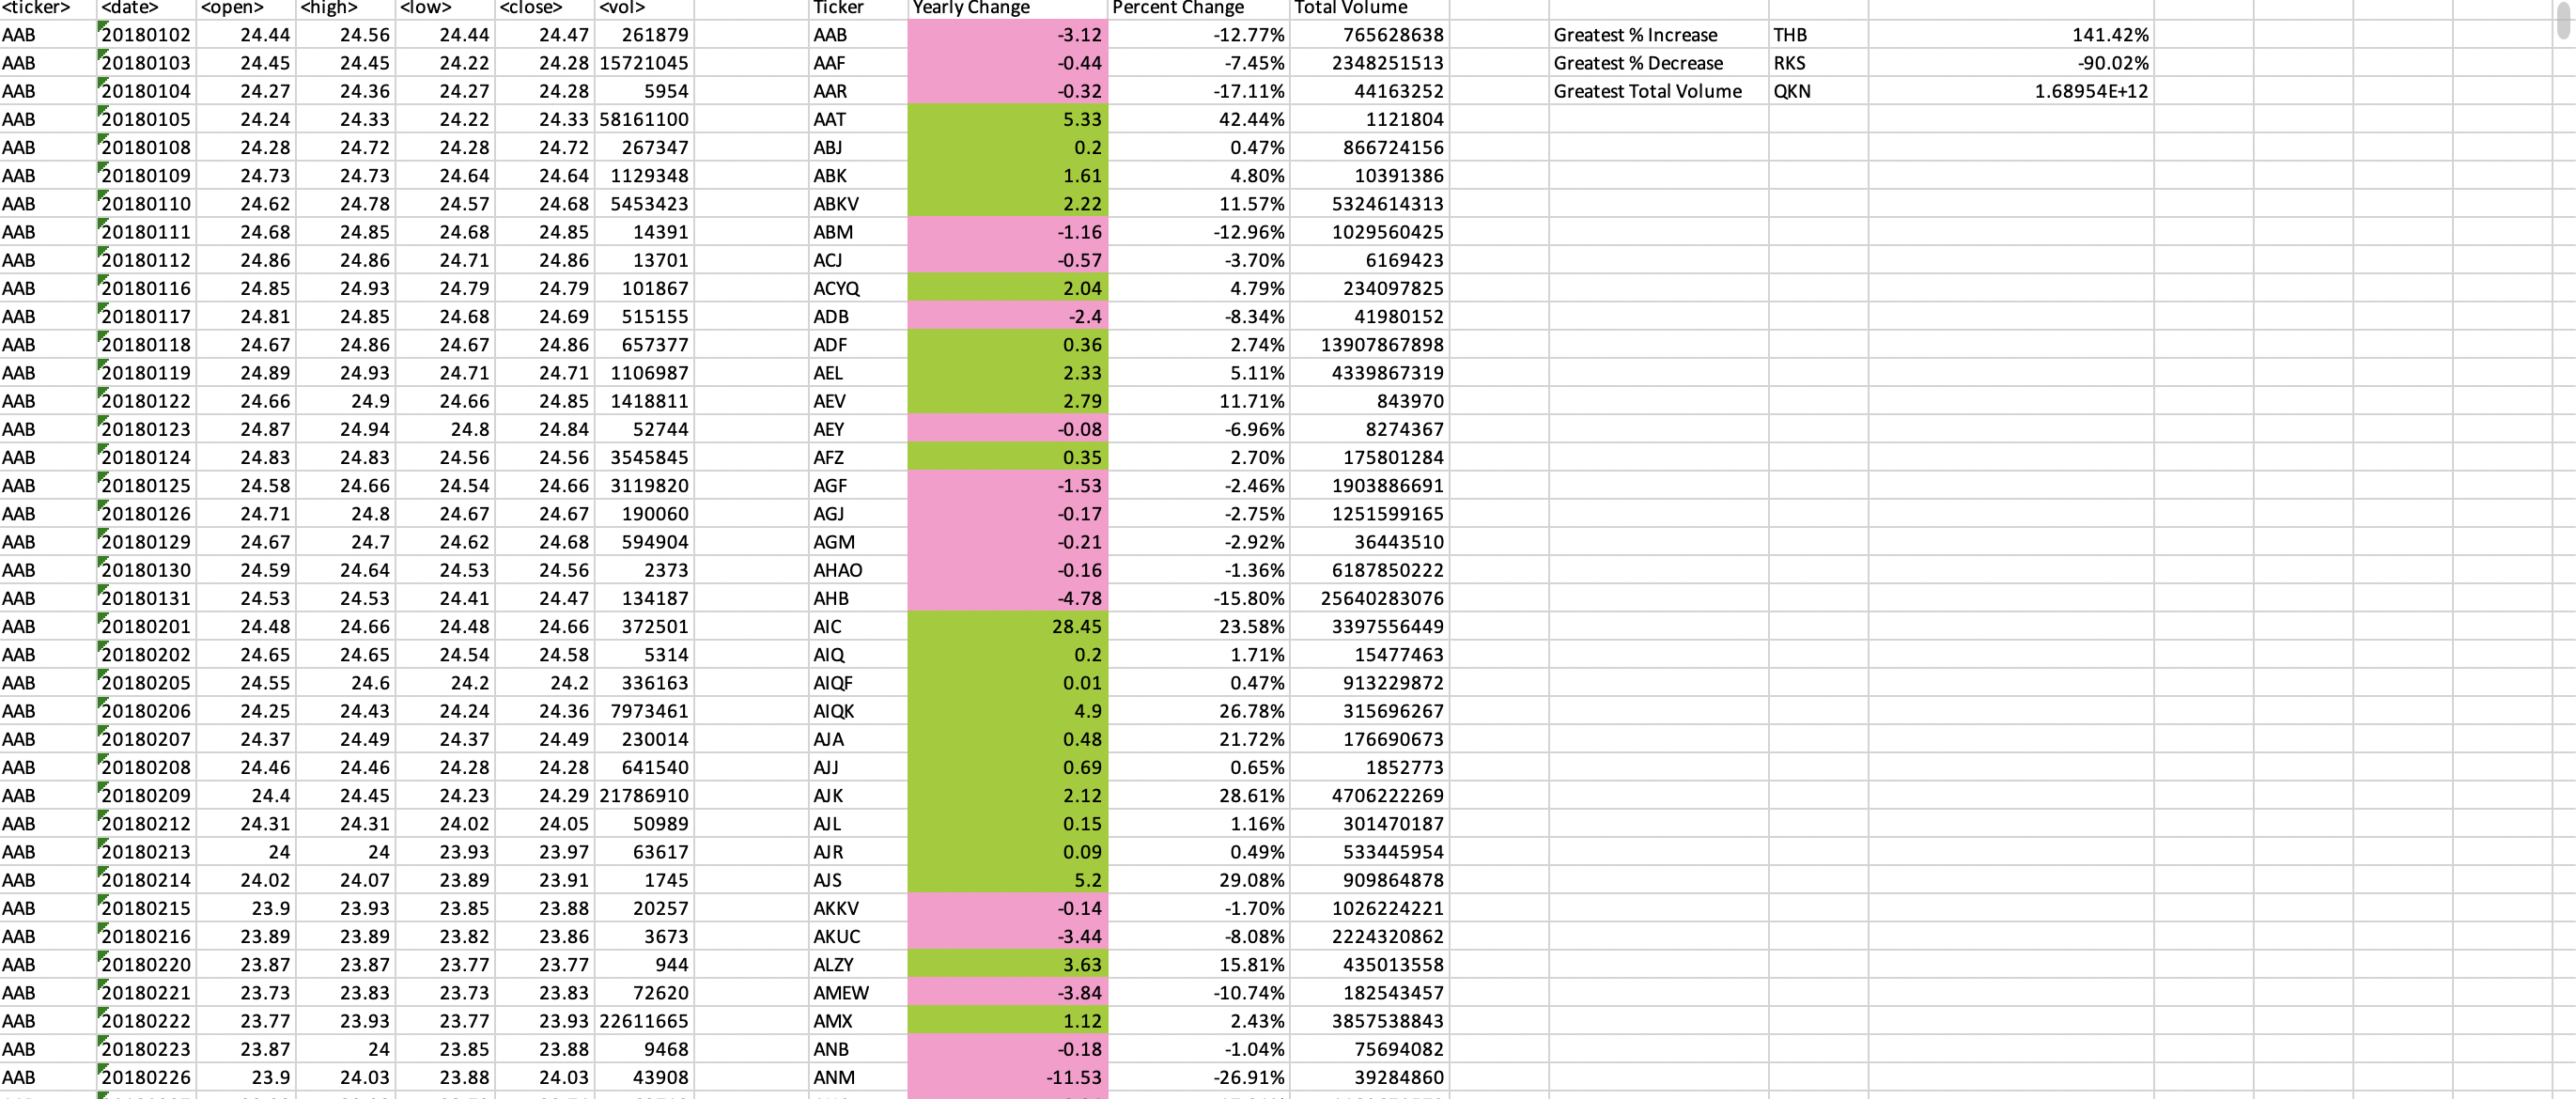 <ticker> <date> <open> <high> <low> <close> <vol> Ticker Yearly Change Percent Change Total Volume
AAB 20180102 24.44 24.56 24.44 24.47 261879 AAB -3.12 -12.77% 765628638 Greatest % Increase THB 141.42%
AAB 20180103 24.45 24.45 24.22 24.28 15721045 AAF -0.44 -7.45% 2348251513 Greatest % Decrease RKS -90.02%
AAB 20180104 24.27 24.36 24.27 24.28 5954 AAR -0.32 -17.11% 44163252 Greatest Total Volume QKN 1.68954E+12
AAB 20180105 24.24 24.33 24.22 24.33 58161100 AAT 5.33 42.44% 1121804
AAB 20180108 24.28 24.72 24.28 24.72 267347 ABJ 0.2 0.47% 866724156
AAB 20180109 24.73 24.73 24.64 24.64 1129348 ABK 1.61 4.80% 10391386
AAB 20180110 24.62 24.78 24.57 24.68 5453423 ABKV 2.22 11.57% 5324614313
AAB 20180111 24.68 24.85 24.68 24.85 14391 ABM -1.16 -12.96% 1029560425
AAB 20180112 24.86 24.86 24.71 24.86 13701 ACJ -0.57 -3.70% 6169423
AAB 20180116 24.85 24.93 24.79 24.79 101867 ACYQ 2.04 4.79% 234097825
AAB 20180117 24.81 24.85 24.68 24.69 515155 ADB -2.4 -8.34% 41980152
AAB 20180118 24.67 24.86 24.67 24.86 657377 ADF 0.36 2.74% 13907867898
AAB 20180119 24.89 24.93 24.71 24.71 1106987 AEL 2.33 5.11% 4339867319
AAB 20180122 24.66 24.9 24.66 24.85 1418811 AEV 2.79 11.71% 843970
AAB 20180123 24.87 24.94 24.8 24.84 52744 AEY -0.08 -6.96% 8274367
AAB 20180124 24.83 24.83 24.56 24.56 3545845 AFZ 0.35 2.70% 175801284
AAB 20180125 24.58 24.66 24.54 24.66 3119820 AGF -1.53 -2.46% 1903886691
AAB 20180126 24.71 24.8 24.67 24.67 190060 AGJ -0.17 -2.75% 1251599165
AAB 20180129 24.67 24.7 24.62 24.68 594904 AGM -0.21 -2.92% 36443510
AAB 20180130 24.59 24.64 24.53 24.56 2373 AHAO -0.16 -1.36% 6187850222
AAB 20180131 24.53 24.53 24.41 24.47 134187 AHB -4.78 -15.80% 25640283076
AAB 20180201 24.48 24.66 24.48 24.66 372501 AIC 28.45 23.58% 3397556449
AAB 20180202 24.65 24.65 24.54 24.58 5314 AIQ 0.2 1.71% 15477463
AAB 20180205 24.55 24.6 24.2 24.2 336163 AIQF 0.01 0.47% 913229872
AAB 20180206 24.25 24.43 24.24 24.36 7973461 AIQK 4.9 26.78% 315696267
AAB 20180207 24.37 24.49 24.37 24.49 230014 AJA 0.48 21.72% 176690673
AAB 20180208 24.46 24.46 24.28 24.28 641540 AJJ 0.69 0.65% 1852773
AAB 20180209 24.4 24.45 24.23 24.29 21786910 AJK 2.12 28.61% 4706222269
AAB 20180212 24.31 24.31 24.02 24.05 50989 AJL 0.15 1.16% 301470187
AAB 20180213 24 24 23.93 23.97 63617 AJR 0.09 0.49% 533445954
AAB 20180214 24.02 24.07 23.89 23.91 1745 AJS 5.2 29.08% 909864878
AAB 20180215 23.9 23.93 23.85 23.88 20257 AKKV -0.14 -1.70% 1026224221
AAB 20180216 23.89 23.89 23.82 23.86 3673 AKUC -3.44 -8.08% 2224320862
AAB 20180220 23.87 23.87 23.77 23.77 944 ALZY 3.63 15.81% 435013558
AAB 20180221 23.73 23.83 23.73 23.83 72620 AMEW -3.84 -10.74% 182543457
AAB 20180222 23.77 23.93 23.77 23.93 22611665 AMX 1.12 2.43% 3857538843
AAB 20180223 23.87 24 23.85 23.88 9468 ANB -0.18 -1.04% 75694082
AAB 20180226 23.9 24.03 23.88 24.03 43908 ANM -11.53 -26.91% 39284860